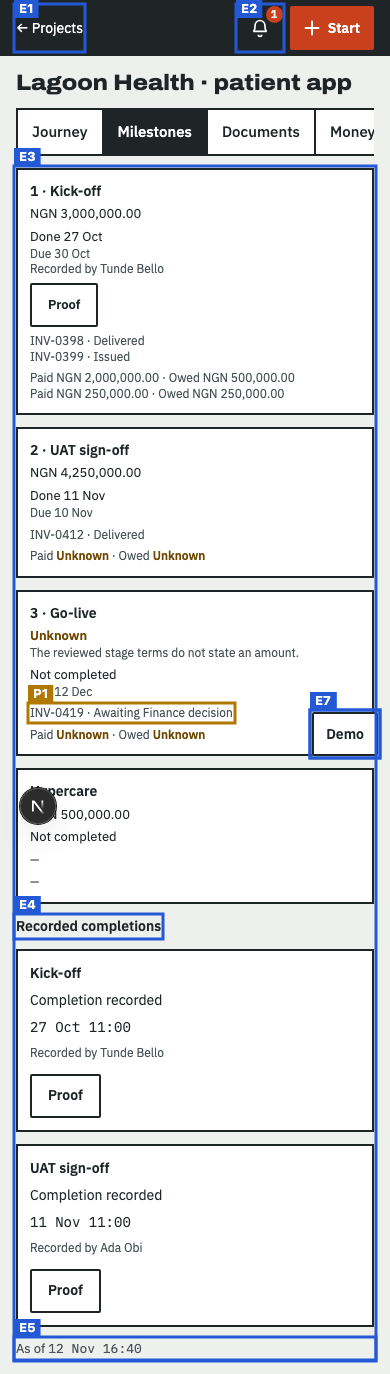 E1
E2
← Projects
1
+ Start
Lagoon Health · patient app
Journey
Milestones
Documents
Money
E3
1 · Kick-off
NGN 3,000,000.00
Done 27 Oct
Due 30 Oct
Recorded by Tunde Bello
Proof
INV-0398 · Delivered
INV-0399 · Issued
Paid NGN 2,000,000.00 · Owed NGN 500,000.00
Paid NGN 250,000.00 · Owed NGN 250,000.00
2 · UAT sign-off
NGN 4,250,000.00
Done 11 Nov
Due 10 Nov
INV-0412 · Delivered
Paid Unknown · Owed Unknown
3 · Go-live
Unknown
The reviewed stage terms do not state an amount.
Not completed
P1
12 Dec
E7
INV-0419 · Awaiting Finance decision
Paid Unknown · Owed Unknown
Demo
N
500,000.00
Not completed
—
—
E4
Recorded completions
Kick-off
Completion recorded
27 Oct 11:00
Recorded by Tunde Bello
Proof
UAT sign-off
Completion recorded
11 Nov 11:00
Recorded by Ada Obi
Proof
E5
As of 12 Nov 16:40